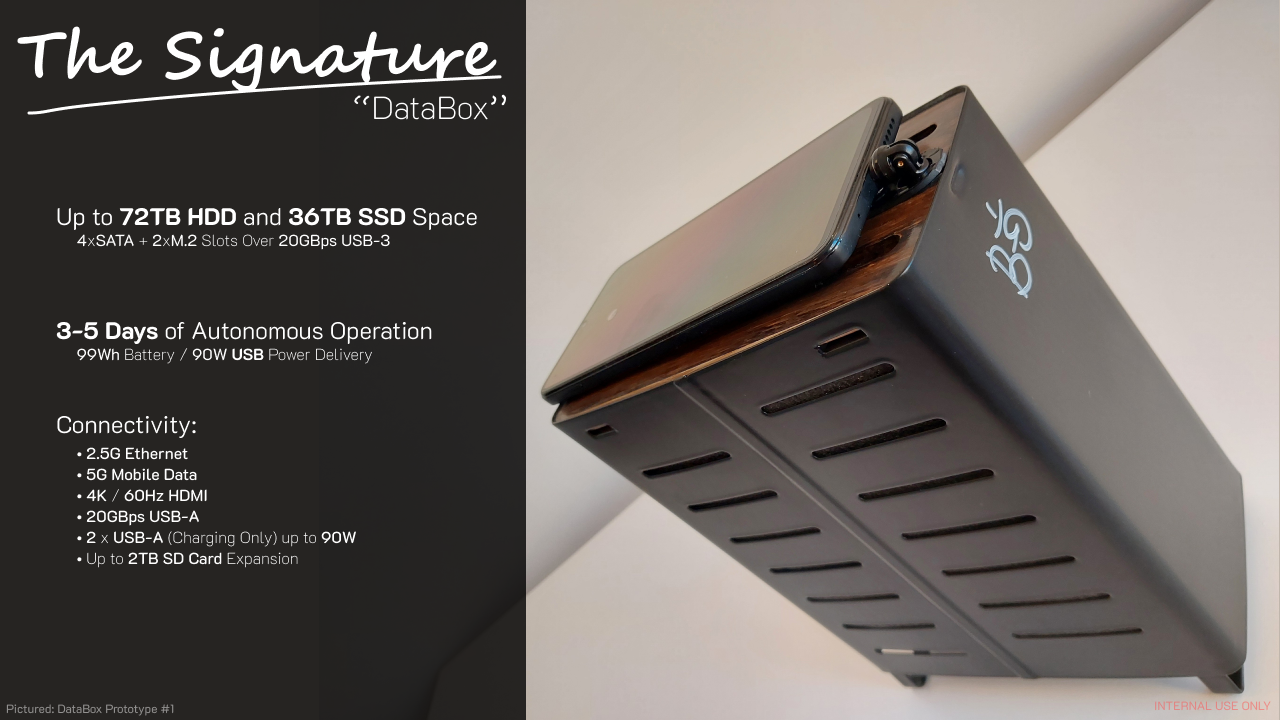 The Signature
“DataBox”
Up to 72TB HDD and 36TB SSD Space
4xSATA + 2xM.2 Slots Over 20GBps USB-3
3-5 Days of Autonomous Operation
99Wh Battery / 90W USB Power Delivery
Connectivity:
• 2.5G Ethernet
• 5G Mobile Data
• 4K / 60Hz HDMI
• 20GBps USB-A
• 2 x USB-A (Charging Only) up to 90W
• Up to 2TB SD Card Expansion
Pictured: DataBox Prototype #1
INTERNAL USE ONLY